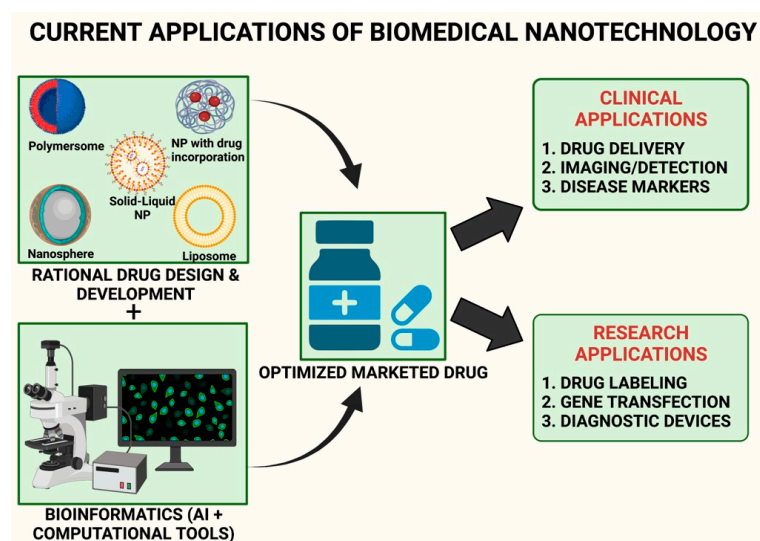 CURRENT APPLICATIONS OF BIOMEDICAL NANOTECHNOLOGY
Polymersome
NP with drug
incorporation
Solid-Liquid
NP
Nanosphere
Liposome
RATIONAL DRUG DESIGN &
DEVELOPMENT
+
BIOINFORMATICS (AI +
COMPUTATIONAL TOOLS)
OPTIMIZED MARKETED DRUG
CLINICAL
APPLICATIONS
1. DRUG DELIVERY
2. IMAGING/DETECTION
3. DISEASE MARKERS
RESEARCH
APPLICATIONS
1. DRUG LABELING
2. GENE TRANSFECTION
3. DIAGNOSTIC DEVICES